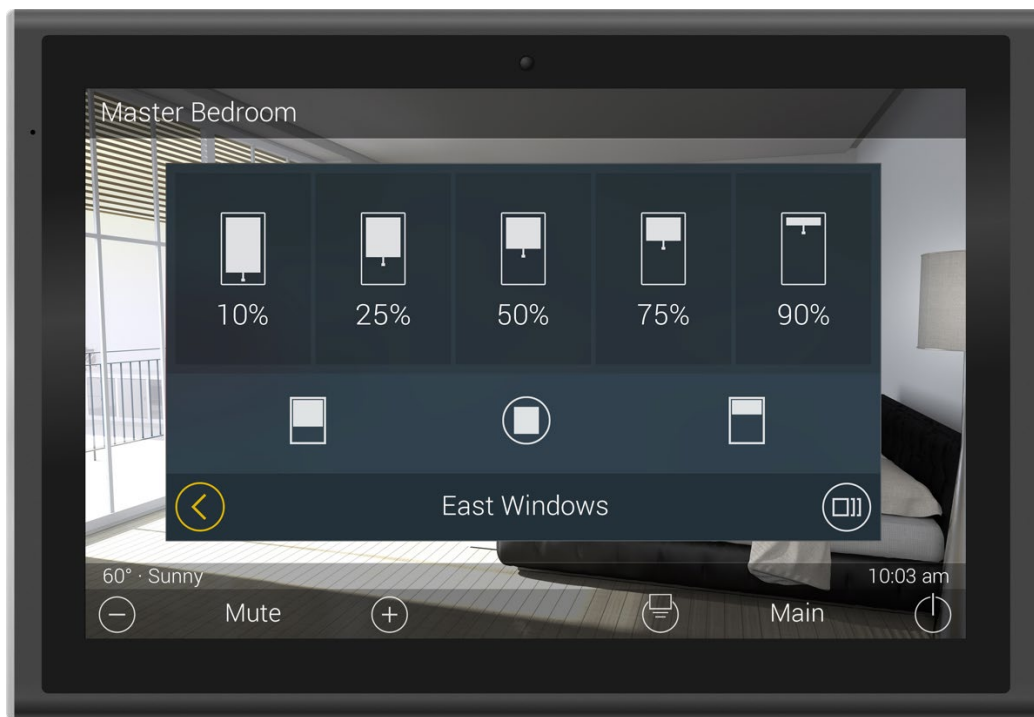 Master Bedroom
10% 25% 50% 75% 90%
East Windows
60° · Sunny 10:03 am
Mute Main